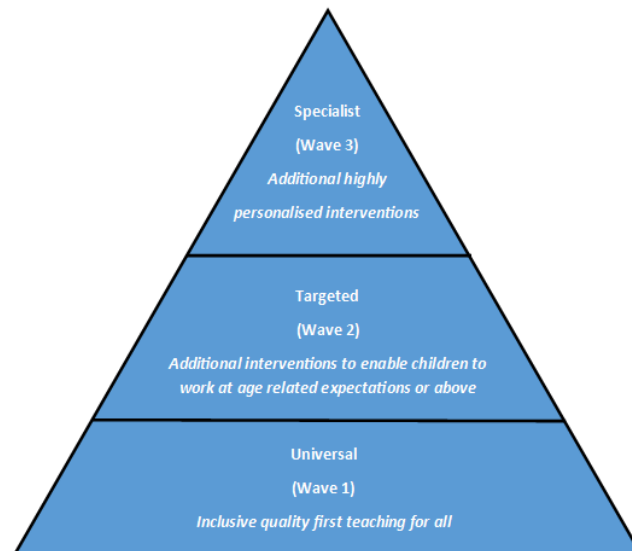 Specialist
(Wave 3)
Additional highly
personalised interventions
Targeted
(Wave 2)
Additional interventions to enable children to
work at age related expectations or above
Universal
(Wave 1)
Inclusive quality first teaching for all